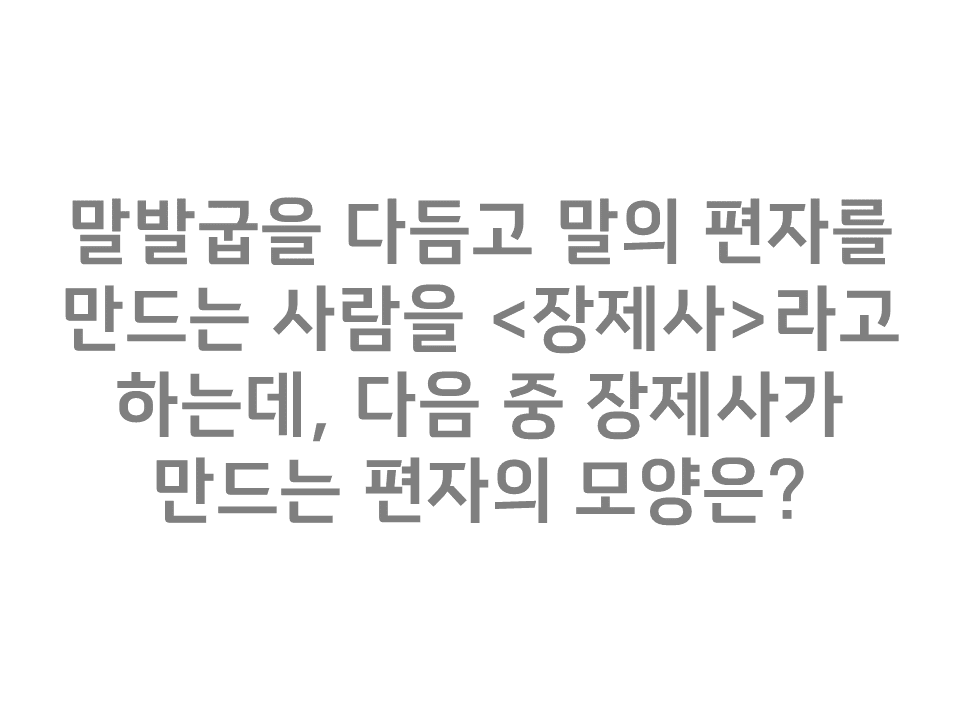 말발굽을 다듬고 말의 편자를
만드는 사람을 <장제사>라고
하는데, 다음 중 장제사가
만드는 편자의 모양은?